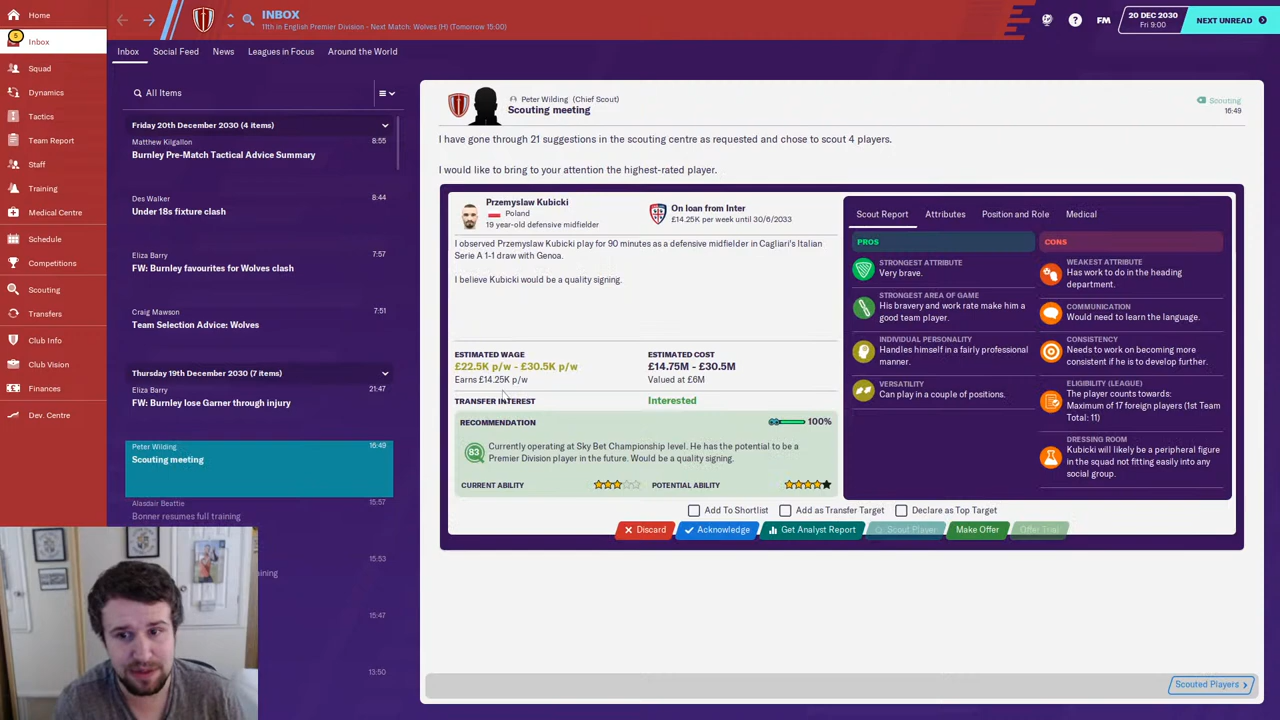 Home
INBOX
11th in English Premier Division - Next Match: Wolves (H) (Tomorrow 15:00)
FM
20 DEC 2030
Fri 9:00
NEXT UNREAD
5
Inbox
Squad
Dynamics
Tactics
Team Report
Staff
Training
Medical Centre
Schedule
Competitions
Scouting
Transfers
Club Info
Club Vision
Finances
Dev. Centre
Inbox
Social Feed
News
Leagues in Focus
Around the World
All Items
Friday 20th December 2030 (4 items)
Matthew Kilgallon
8:55
Burnley Pre-Match Tactical Advice Summary
Des Walker
8:44
Under 18s fixture clash
Eliza Barry
7:57
FW: Burnley favourites for Wolves clash
Craig Mawson
7:51
Team Selection Advice: Wolves
Thursday 19th December 2030 (7 items)
Eliza Barry
21:47
FW: Burnley lose Garner through injury
Peter Wilding
16:49
Scouting meeting
Alasdair Beattie
15:57
Bonner resumes full training
15:53
15:47
13:50
Peter Wilding (Chief Scout)
Scouting meeting
Scouting
16:49
I have gone through 21 suggestions in the scouting centre as requested and chose to scout 4 players.
I would like to bring to your attention the highest-rated player.
Przemyslaw Kubicki
Poland
19 year-old defensive midfielder
On loan from Inter
£14.25K per week until 30/6/2033
I observed Przemyslaw Kubicki play for 90 minutes as a defensive midfielder in Cagliari's Italian
Serie A 1-1 draw with Genoa.
I believe Kubicki would be a quality signing.
ESTIMATED WAGE
£22.5K p/w - £30.5K p/w
Earns £14.25K p/w
ESTIMATED COST
£14.75M - £30.5M
Valued at £6M
TRANSFER INTEREST
Interested
RECOMMENDATION
100%
83
Currently operating at Sky Bet Championship level. He has the potential to be a
Premier Division player in the future. Would be a quality signing.
CURRENT ABILITY
POTENTIAL ABILITY
Scout Report
Attributes
Position and Role
Medical
PROS
STRONGEST ATTRIBUTE
Very brave.
STRONGEST AREA OF GAME
His bravery and work rate make him a
good team player.
INDIVIDUAL PERSONALITY
Handles himself in a fairly professional
manner.
VERSATILITY
Can play in a couple of positions.
CONS
WEAKEST ATTRIBUTE
Has work to do in the heading
department.
COMMUNICATION
Would need to learn the language.
CONSISTENCY
Needs to work on becoming more
consistent if he is to develop further.
ELIGIBILITY (LEAGUE)
The player counts towards:
Maximum of 17 foreign players (1st Team
Total: 11)
DRESSING ROOM
Kubicki will likely be a peripheral figure
in the squad not fitting easily into any
social group.
Add To Shortlist
Add as Transfer Target
Declare as Top Target
Discard
Acknowledge
Get Analyst Report
Scout Player
Make Offer
Offer Trial
Scouted Players